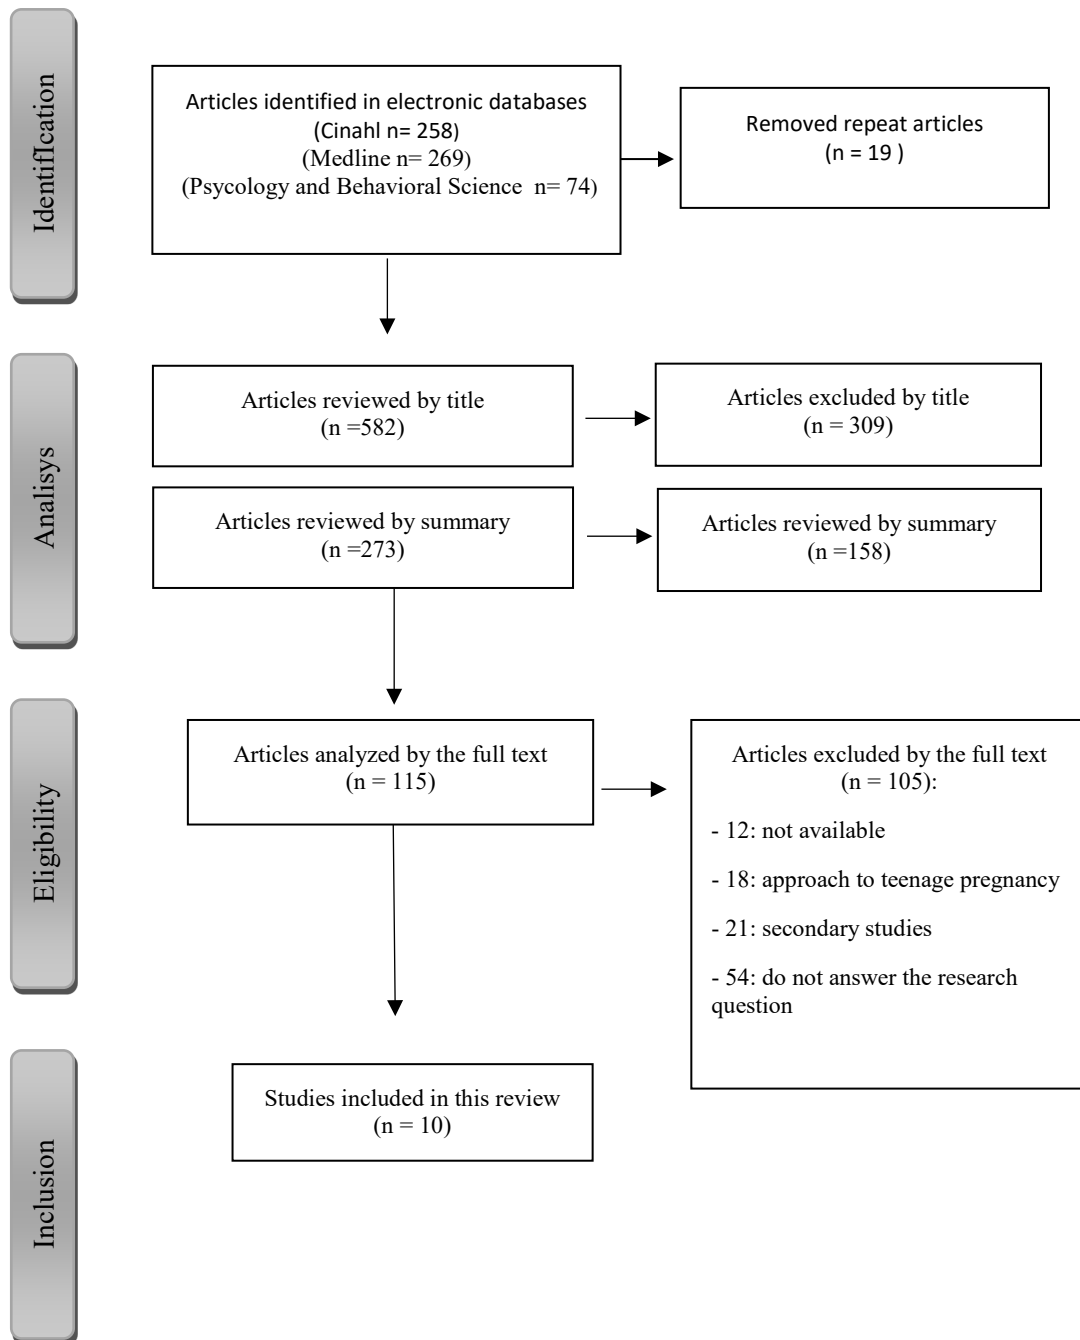 Identification
Articles identified in electronic databases
(Cinahl n= 258)
(Medline n= 269)
(Psycology and Behavioral Science n= 74)
Removed repeat articles
(n = 19 )
Analisys
Articles reviewed by title
(n =582)
Articles excluded by title
(n = 309)
Articles reviewed by summary
(n =273)
Articles reviewed by summary
(n =158)
Eligibility
Articles analyzed by the full text
(n = 115)
Articles excluded by the full text
(n = 105):
- 12: not available
- 18: approach to teenage pregnancy
- 21: secondary studies
- 54: do not answer the research
question
Inclusion
Studies included in this review
(n = 10)